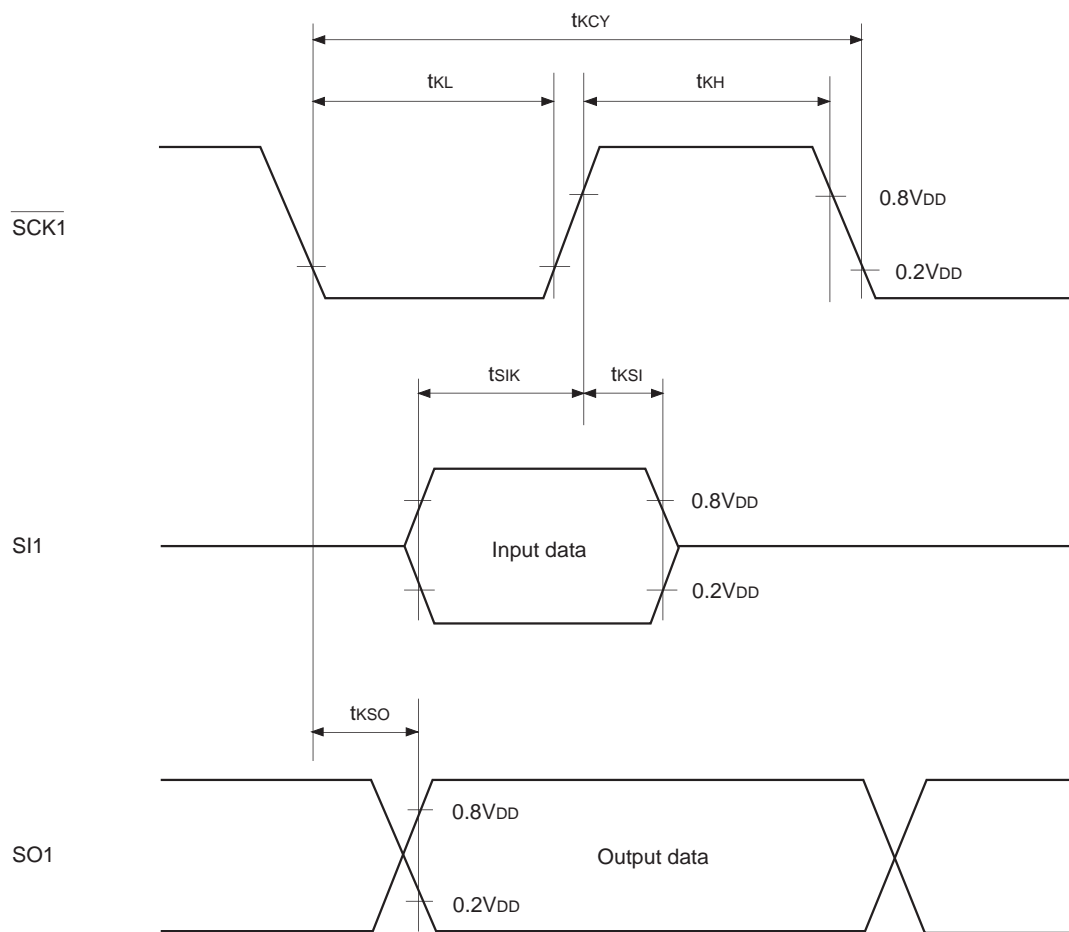 tKCY
tKL
tKH
SCK1
0.8VDD
0.2VDD
tSIK
tKSI
SI1
0.8VDD
Input data
0.2VDD
tKSO
0.8VDD
SO1
Output data
0.2VDD